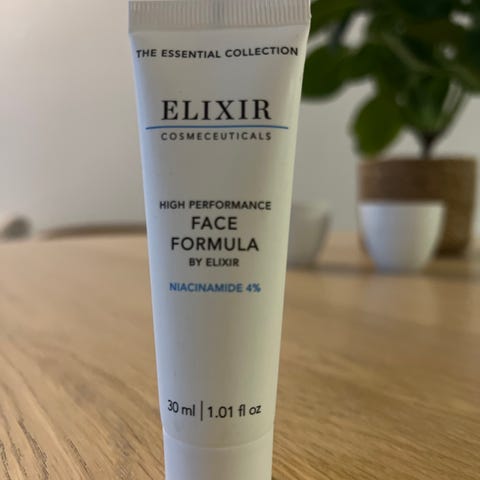 THE ESSENTIAL COLLECTION
ELIXIR
COSMECEUTICALS
HIGH PERFORMANCE
FACE
FORMULA
BY ELIXIR
NIACINAMIDE 4%
30 ml | 1.01 fl oz